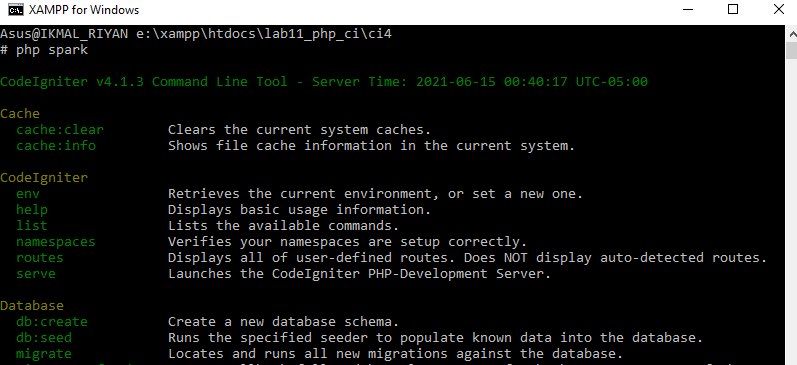 XAMPP for Windows
Asus@IKMAL_RIYAN e:\xampp\htdocs\lab11_php_ci\ci4
# php spark
CodeIgniter v4.1.3 Command Line Tool - Server Time: 2021-06-15 00:40:17 UTC-05:00
Cache
cache:clear Clears the current system caches.
cache:info Shows file cache information in the current system.
CodeIgniter
env Retrieves the current environment, or set a new one.
help Displays basic usage information.
list Lists the available commands.
namespaces Verifies your namespaces are setup correctly.
routes Displays all of user-defined routes. Does NOT display auto-detected routes.
serve Launches the CodeIgniter PHP-Development Server.
Database
db:create Create a new database schema.
db:seed Runs the specified seeder to populate known data into the database.
migrate Locates and runs all new migrations against the database.